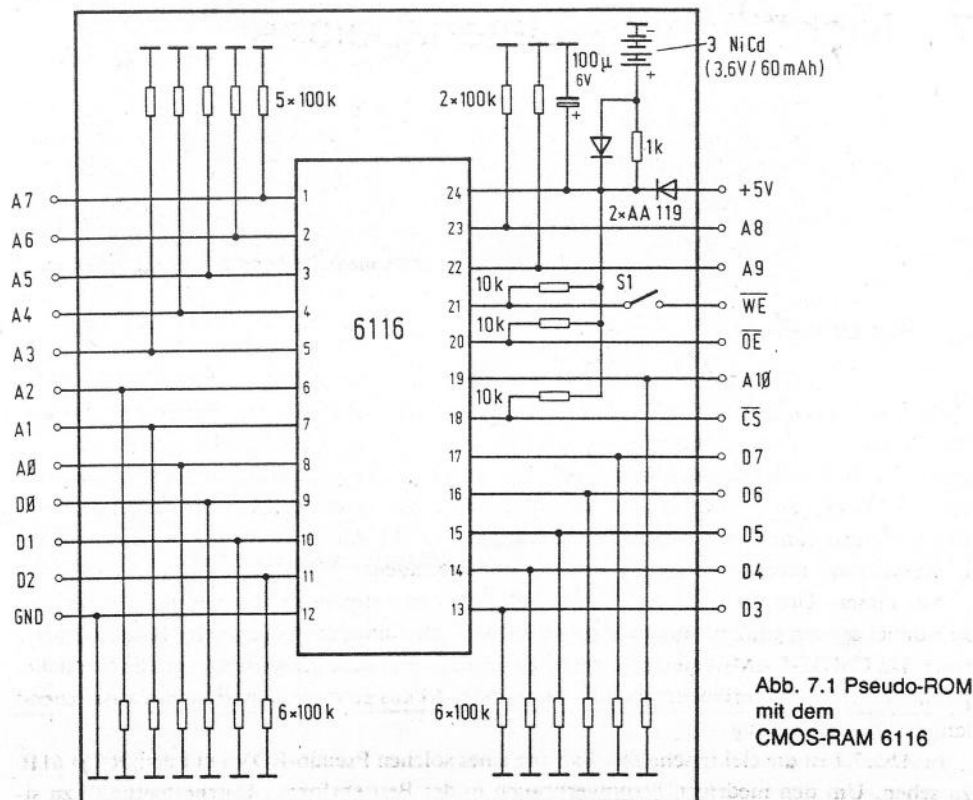 3 NiCd
(3,6V/60mAh)
100µ
6V
5×100k
2×100k
1k
A7
1
24
+5V
2×AA 119
A6
2
23
A8
A5
3
22
A9
10k
S1
A4
4
21
WE
6116
10k
A3
5
20
OE
A2
6
19
A1Ø
10k
A1
7
18
CS
AØ
8
17
D7
DØ
9
16
D6
D1
10
15
D5
D2
11
14
D4
GND
12
13
D3
6×100k
6×100k
Abb. 7.1 Pseudo-ROM
mit dem
CMOS-RAM 6116